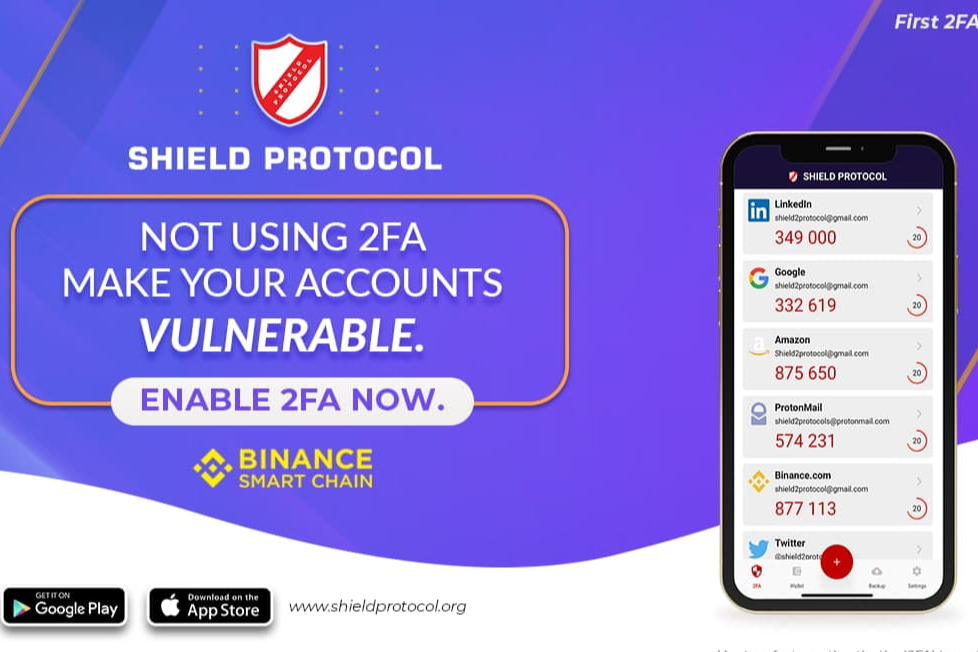 First 2FA
SHIELD
PROTOCOL
SHIELD PROTOCOL
NOT USING 2FA
MAKE YOUR ACCOUNTS
VULNERABLE.
ENABLE 2FA NOW.
BINANCE
SMART CHAIN
GET IT ON
Google Play
Download on the
App Store
www.shieldprotocol.org
SHIELD PROTOCOL
LinkedIn
shield2protocol@gmail.com
349 000
20
Google
shield2protocol@gmail.com
332 619
20
Amazon
Shield2protocol@gmail.com
875 650
20
ProtonMail
shield2protocols@protonmail.com
574 231
20
Binance.com
shield2protocol@gmail.com
877 113
20
Twitter
@shield2proto
+
2FA
Wallet
Backup
Settings